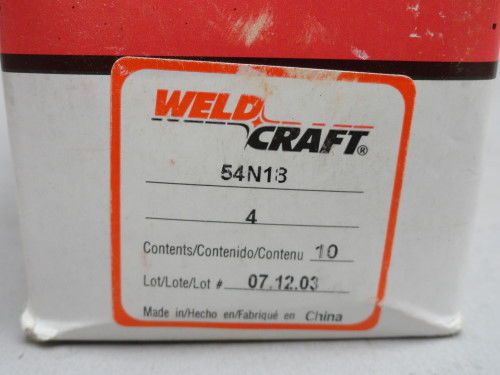 WELD
CRAFT®
54N18
4
Contents/Contenido/Contenu 10
Lot/Lote/Lot # 07.12.03
Made in/Hecho en/Fabriqué en China